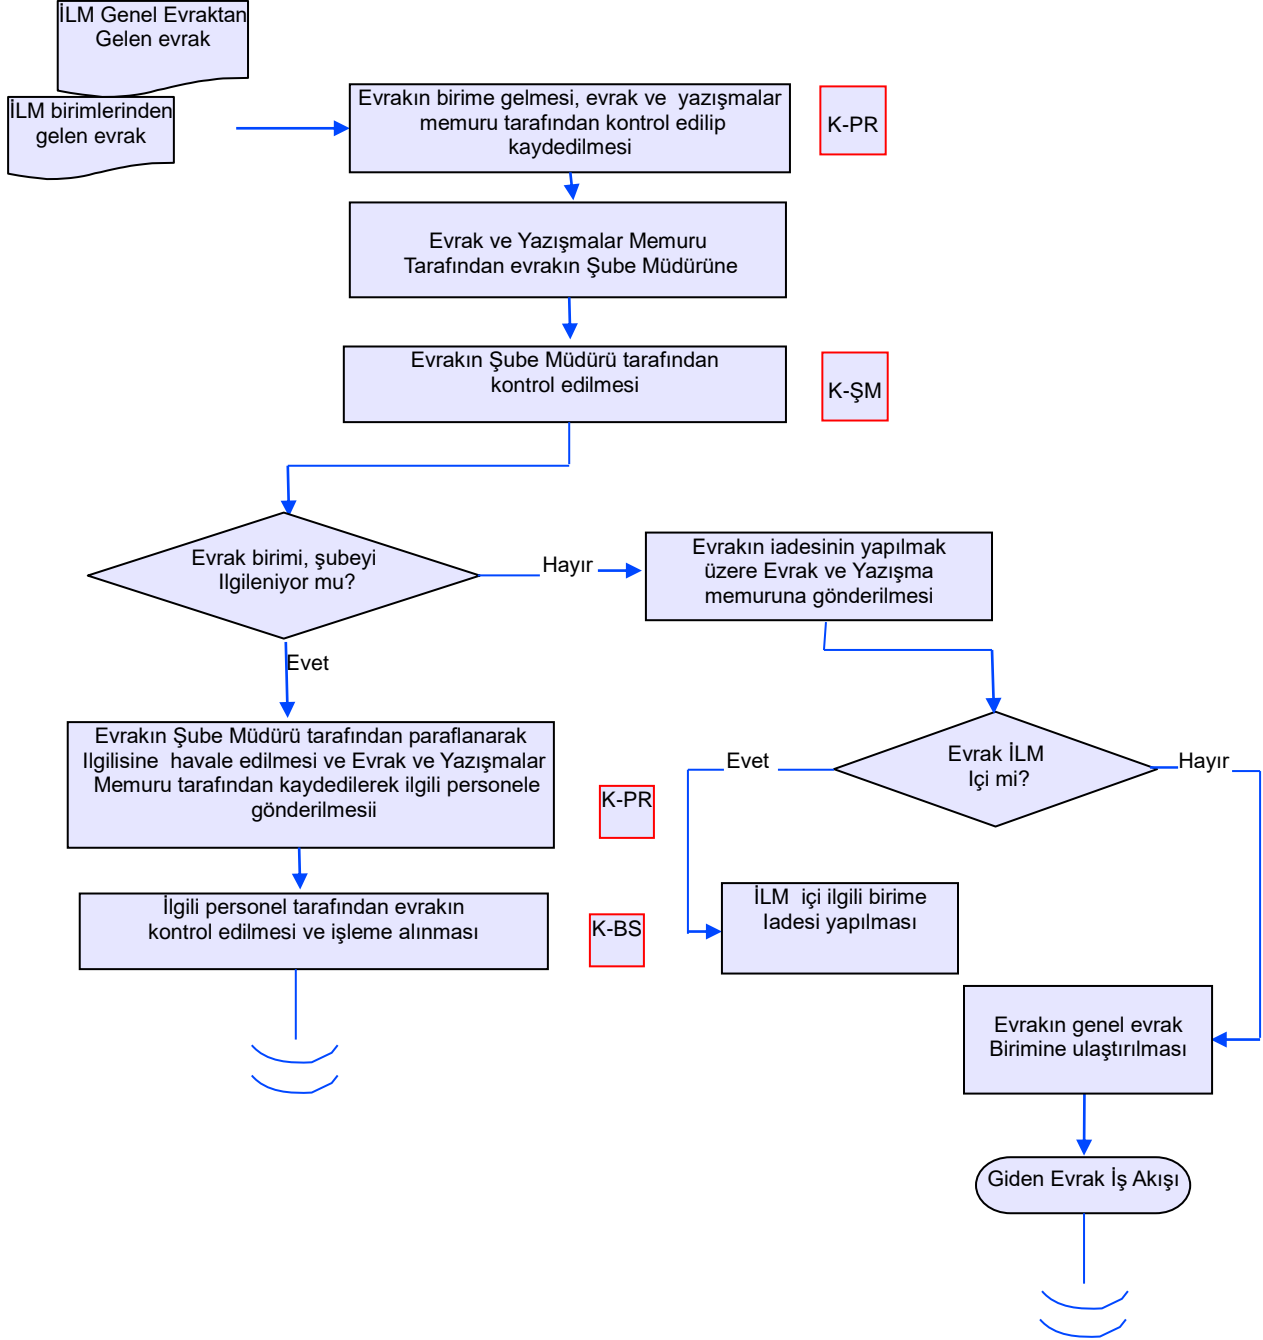 İLM Genel Evraktan
Gelen evrak
İLM birimlerinden
gelen evrak
Evrakın birime gelmesi, evrak ve yazışmalar
memuru tarafından kontrol edilip
kaydedilmesi
K-PR
Evrak ve Yazışmalar Memuru
Tarafından evrakın Şube Müdürüne
Evrakın Şube Müdürü tarafından
kontrol edilmesi
K-ŞM
Evrak birimi, şubeyi
Ilgileniyor mu?
Hayır
Evrakın iadesinin yapılmak
üzere Evrak ve Yazışma
memuruna gönderilmesi
Evet
Evrakın Şube Müdürü tarafından paraflanarak
Ilgilisine havale edilmesi ve Evrak ve Yazışmalar
Memuru tarafından kaydedilerek ilgili personele
gönderilmesii
K-PR
Evrak İLM
Içi mi?
Evet
Hayır
İlgili personel tarafından evrakın
kontrol edilmesi ve işleme alınması
K-BS
İLM içi ilgili birime
Iadesi yapılması
Evrakın genel evrak
Birimine ulaştırılması
Giden Evrak İş Akışı